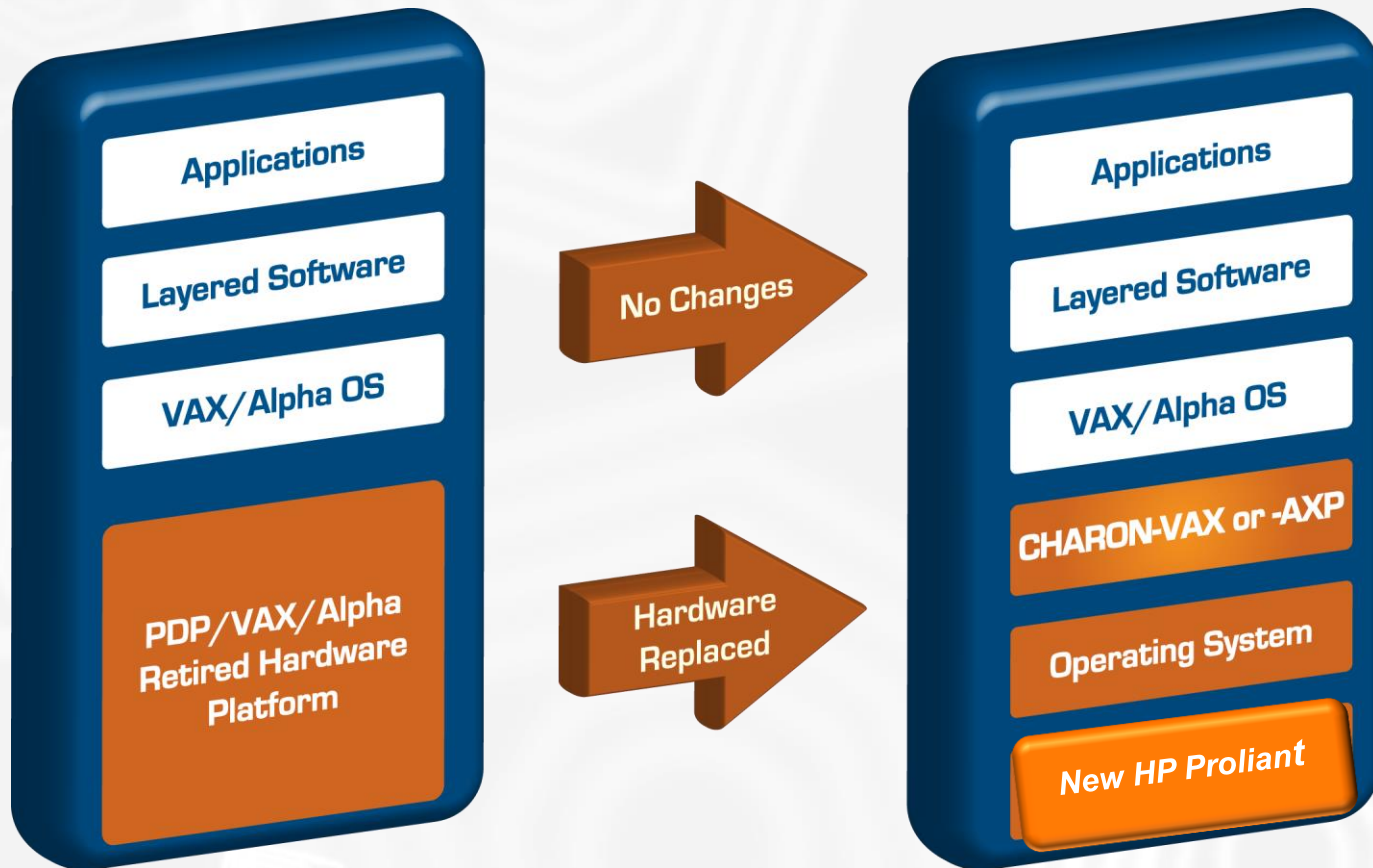 Applications
Layered Software
VAX/Alpha OS
PDP/VAX/Alpha
Retired Hardware
Platform
No Changes
Hardware
Replaced
Applications
Layered Software
VAX/Alpha OS
CHARON-VAX or -AXP
Operating System
New HP Proliant